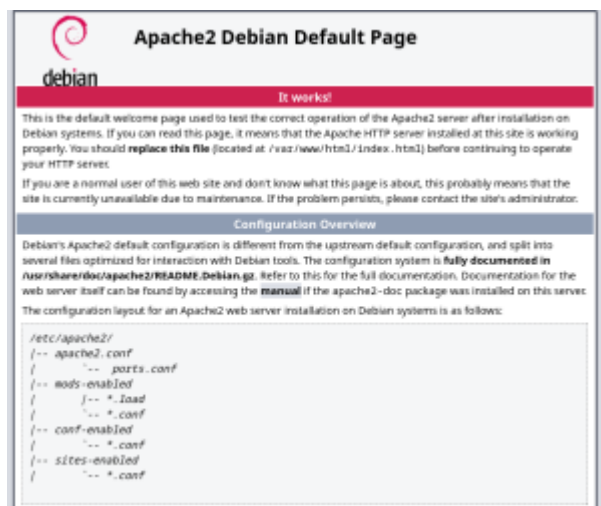 debian
Apache2 Debian Default Page
It works!
This is the default welcome page used to test the correct operation of the Apache2 server after installation on
Debian systems. If you can read this page, it means that the Apache HTTP server installed at this site is working
properly. You should replace this file (located at /var/www/html/index.html) before continuing to operate
your HTTP server.
If you are a normal user of this web site and don't know what this page is about, this probably means that the
site is currently unavailable due to maintenance. If the problem persists, please contact the site's administrator.
Configuration Overview
Debian's Apache2 default configuration is different from the upstream default configuration, and split into
several files optimized for interaction with Debian tools. The configuration system is fully documented in
/usr/share/doc/apache2/README.Debian.gz. Refer to this for the full documentation. Documentation for the
web server itself can be found by accessing the manual if the apache2-doc package was installed on this server.
The configuration layout for an Apache2 web server installation on Debian systems is as follows:
/etc/apache2/
|-- apache2.conf
|       `--  ports.conf
|-- mods-enabled
|       |-- *.load
|       `-- *.conf
|-- conf-enabled
|       `-- *.conf
|-- sites-enabled
|       `-- *.conf